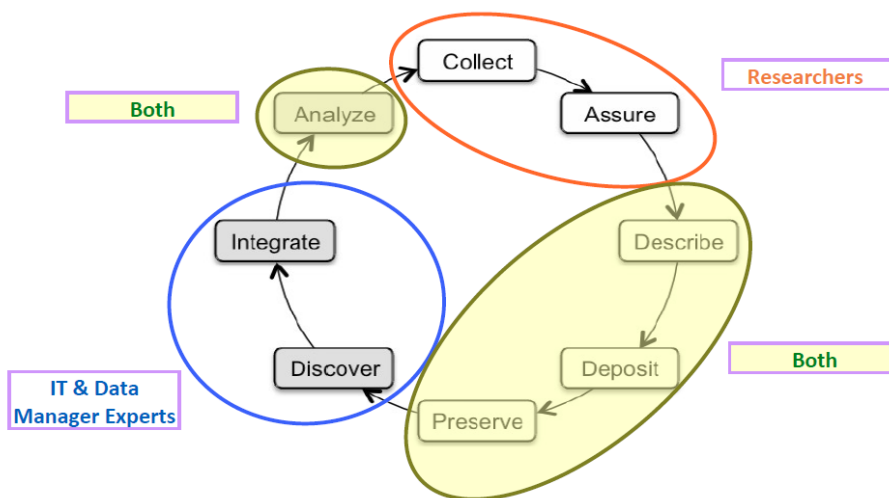 Collect
Researchers
Both
Analyze
Assure
Integrate
Describe
Discover
Deposit
Both
IT & Data
Manager Experts
Preserve